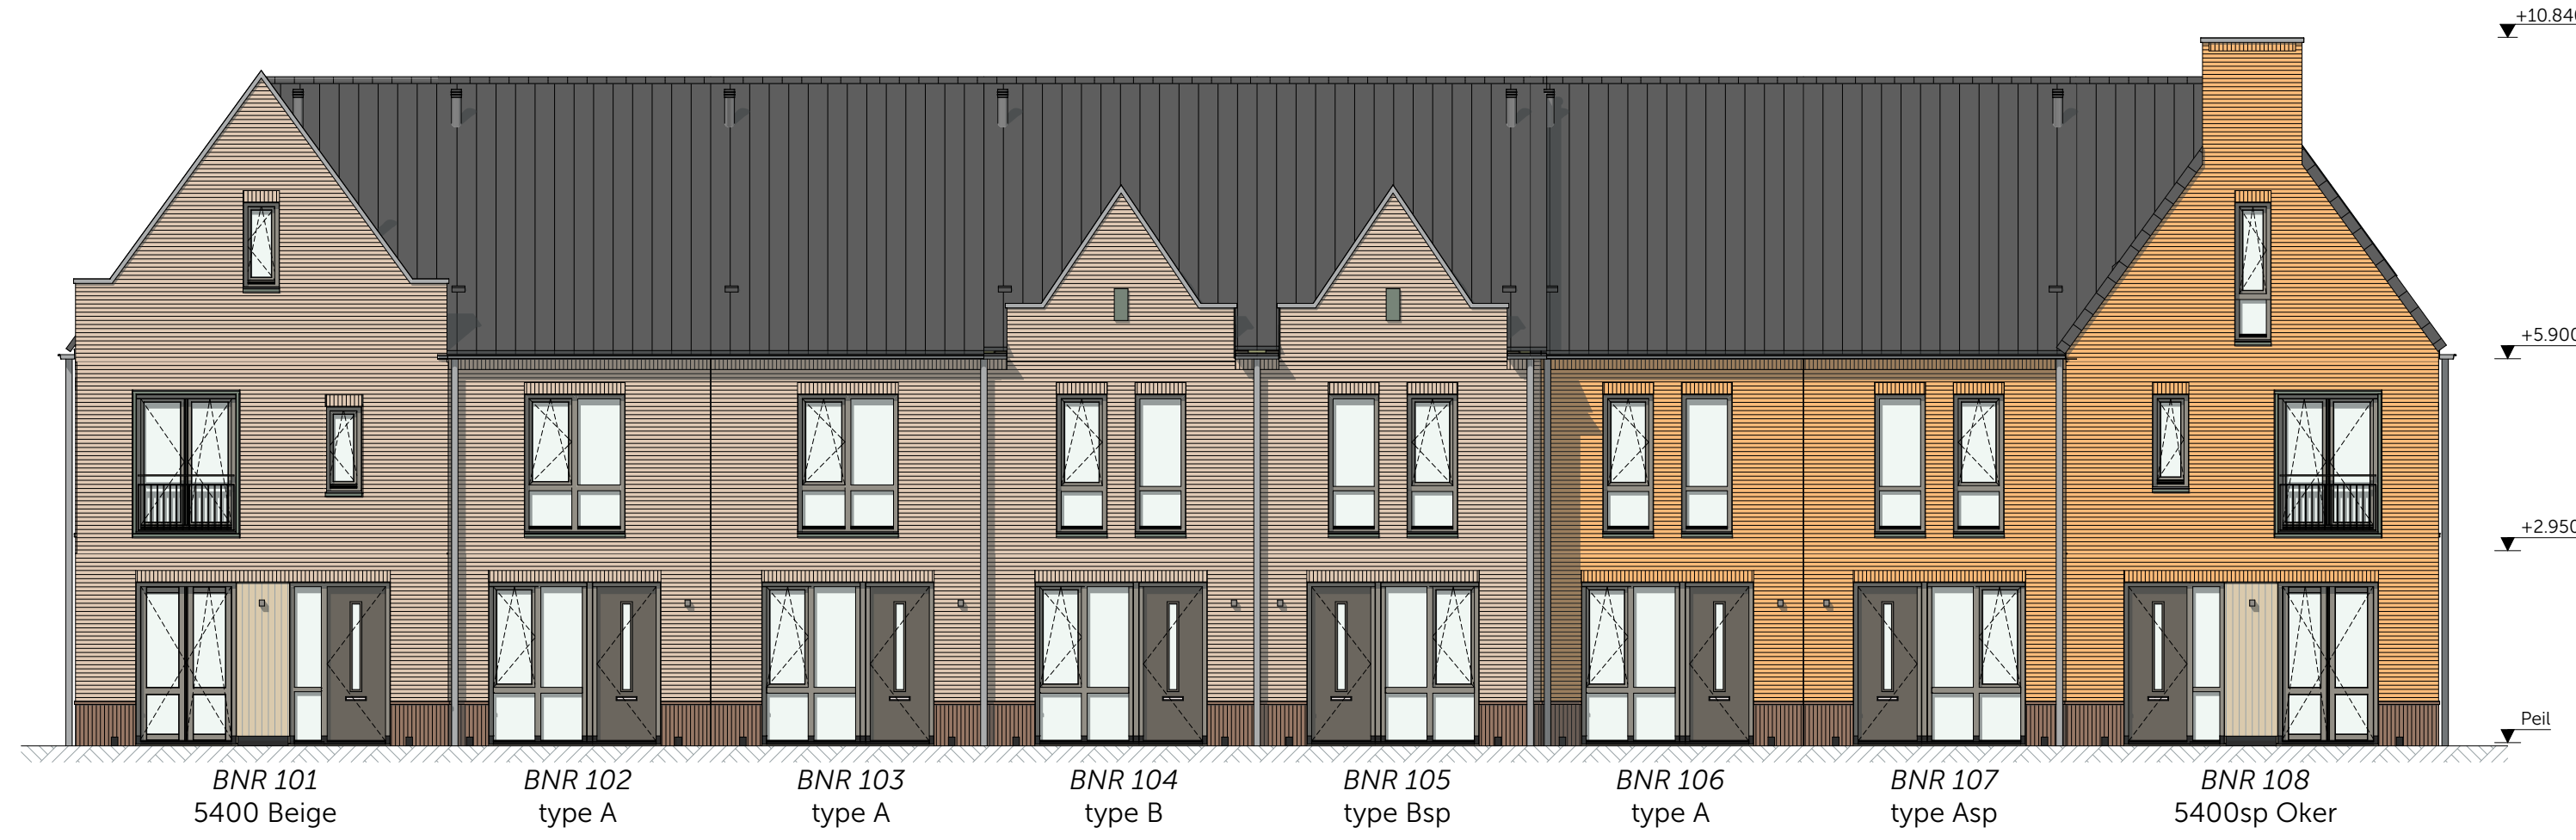 +10.840
+5.900
+2.950
Peil
BNR 101
5400 Beige
BNR 102
type A
BNR 103
type A
BNR 104
type B
BNR 105
type Bsp
BNR 106
type A
BNR 107
type Asp
BNR 108
5400sp Oker